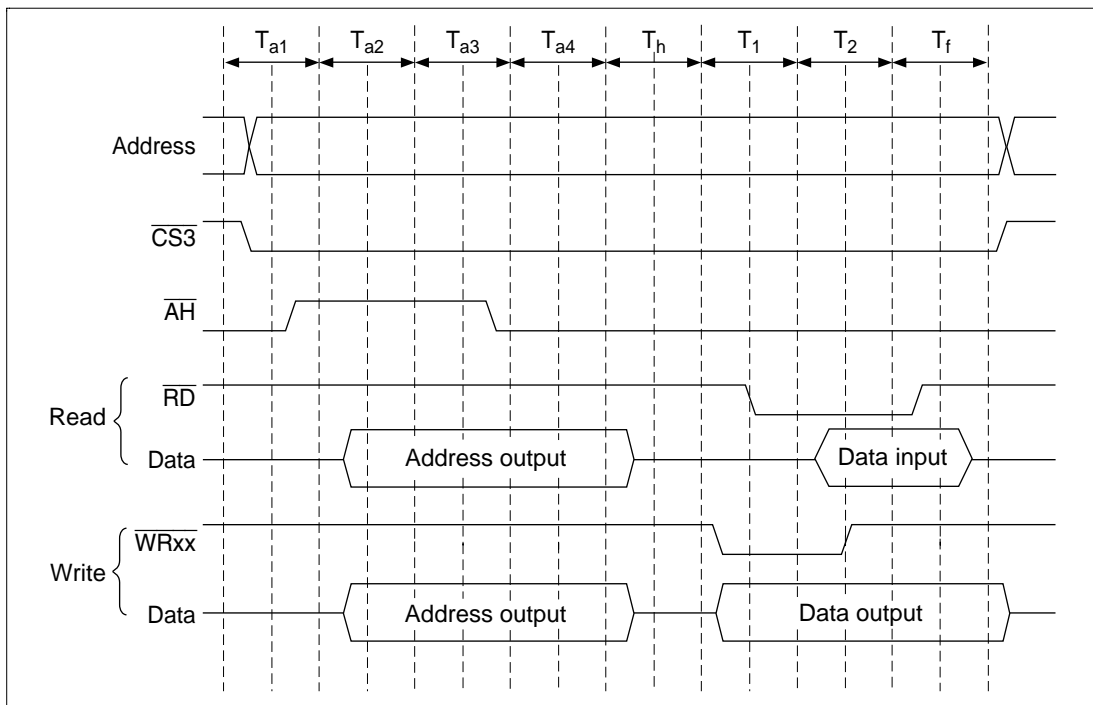 Ta1 Ta2 Ta3 Ta4 Th T1 T2 Tf
Address
CS3
AH
Read
RD
Data Address output Data input
Write
WRxx
Data Address output Data output